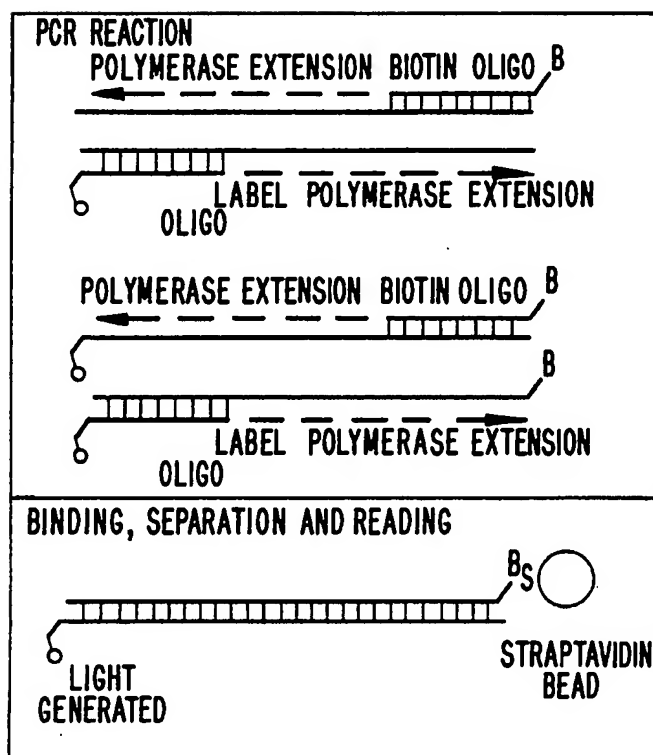 PCR REACTION
POLYMERASE EXTENSION BIOTIN OLIGO B
LABEL POLYMERASE EXTENSION
OLIGO
POLYMERASE EXTENSION BIOTIN OLIGO B
B
LABEL POLYMERASE EXTENSION
OLIGO
BINDING, SEPARATION AND READING
BS
LIGHT
GENERATED
STRAPTAVIDIN
BEAD